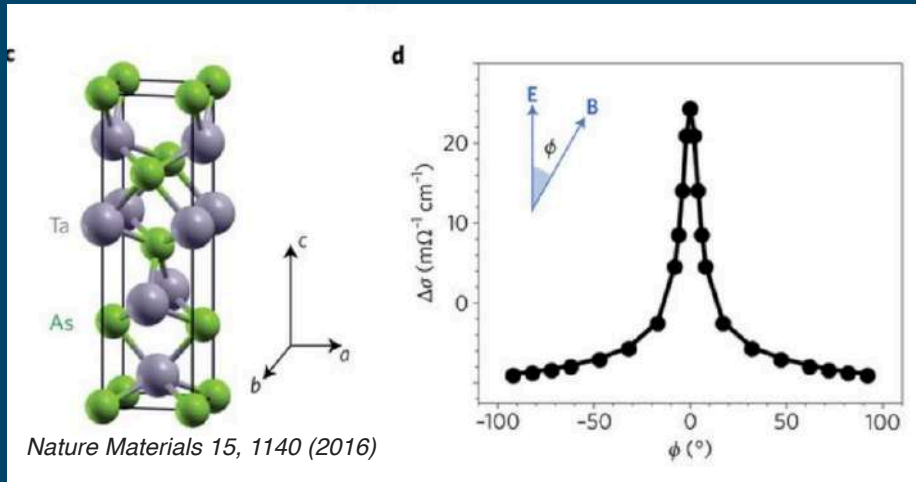 c
Ta
As
c
a
b
Nature Materials 15, 1140 (2016)
d
E
B
ϕ
Δσ (mΩ⁻¹ cm⁻¹)
20
10
0
-100
-50
0
50
100
ϕ (°)